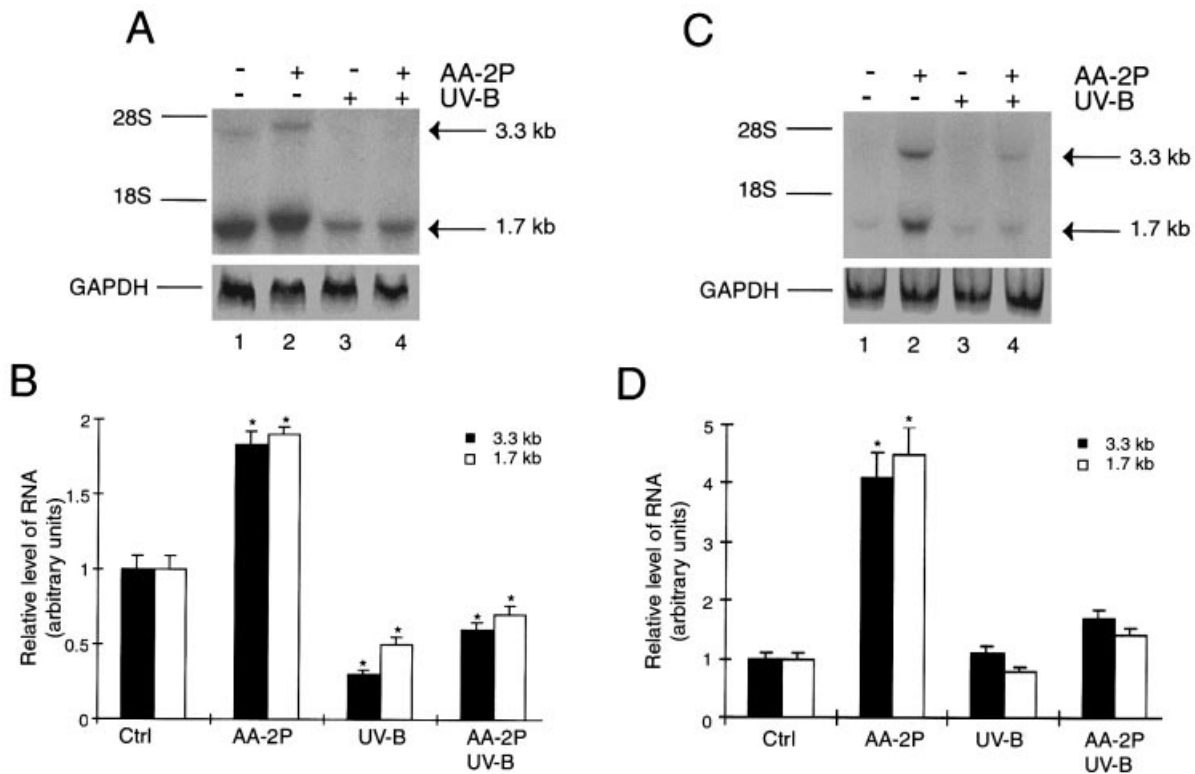 A
- + - + AA-2P
- - + + UV-B
28S
3.3 kb
18S
1.7 kb
GAPDH
1 2 3 4
B
Relative level of RNA
(arbitrary units)
2
1.5
1
0.5
0
* * * * * *
3.3 kb
1.7 kb
Ctrl AA-2P UV-B AA-2P
UV-B
C
- + - + AA-2P
- - + + UV-B
28S
3.3 kb
18S
1.7 kb
GAPDH
1 2 3 4
D
Relative level of RNA
(arbitrary units)
5
4
3
2
1
0
* *
3.3 kb
1.7 kb
Ctrl AA-2P UV-B AA-2P
UV-B